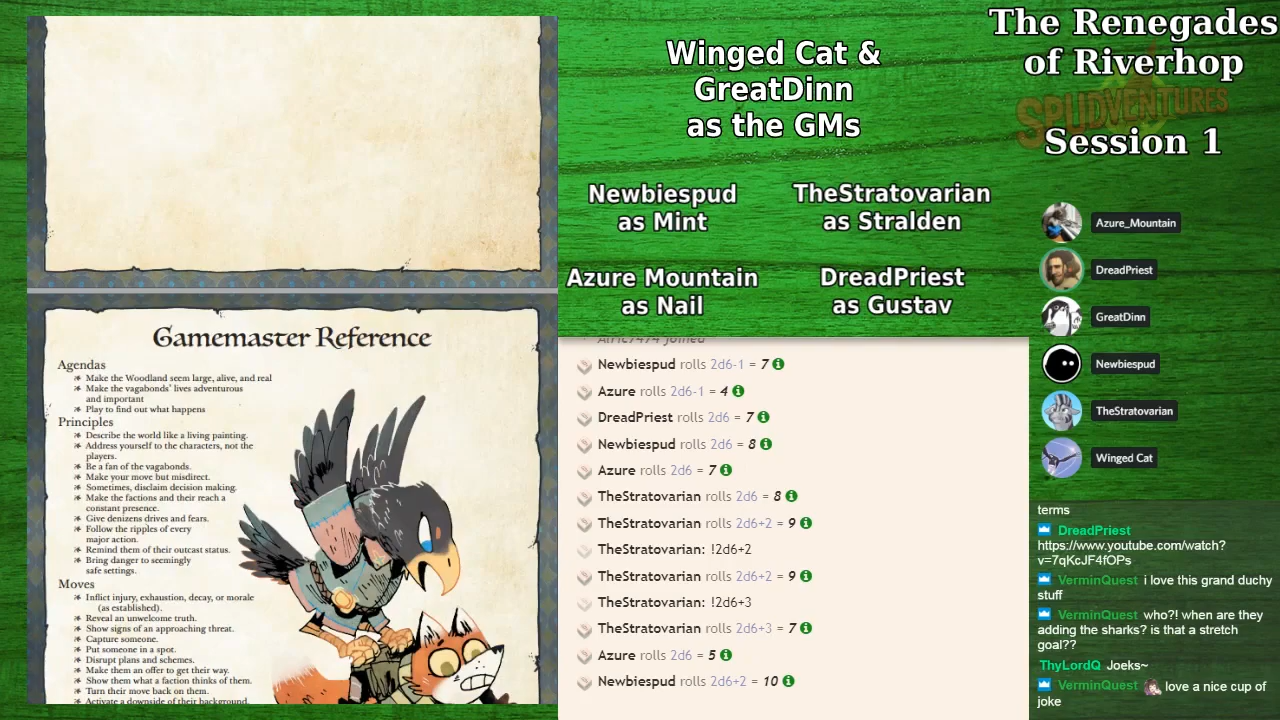 Gamemaster Reference
Agendas
Make the Woodland seem large, alive, and real
Make the vagabonds' lives adventurous
and important
Play to find out what happens
Principles
Describe the world like a living painting.
Address yourself to the characters, not the
players.
Be a fan of the vagabonds.
Make your move but misdirect.
Sometimes, disclaim decision making.
Make the factions and their reach a
constant presence.
Give denizens drives and fears.
Follow the ripples of every
major action.
Remind them of their outcast status.
Bring danger to seemingly
safe settings.
Moves
Inflict injury, exhaustion, decay, or morale
(as established).
Reveal an unwelcome truth.
Show signs of an approaching threat.
Capture someone.
Put someone in a spot.
Disrupt plans and schemes.
Make them an offer to get their way.
Show them what a faction thinks of them.
Turn their move back on them.
Activate a downside of their background,
Winged Cat &
GreatDinn
as the GMs
Newbiespud
as Mint
TheStratovarian
as Stralden
Azure Mountain
as Nail
DreadPriest
as Gustav
Alric7494 joined
Newbiespud rolls 2d6-1 = 7
Azure rolls 2d6-1 = 4
DreadPriest rolls 2d6 = 7
Newbiespud rolls 2d6 = 8
Azure rolls 2d6 = 7
TheStratovarian rolls 2d6 = 8
TheStratovarian rolls 2d6+2 = 9
TheStratovarian: !2d6+2
TheStratovarian rolls 2d6+2 = 9
TheStratovarian: !2d6+3
TheStratovarian rolls 2d6+3 = 7
Azure rolls 2d6 = 5
Newbiespud rolls 2d6+2 = 10
The Renegades
of Riverhop
SPUDVENTURES
Session 1
Azure_Mountain
DreadPriest
GreatDinn
Newbiespud
TheStratovarian
Winged Cat
terms
DreadPriest
https://www.youtube.com/watch?
v=7qKcJF4fOPs
VerminQuest i love this grand duchy
stuff
VerminQuest who?! when are they
adding the sharks? is that a stretch
goal??
ThyLordQ Joeks~
VerminQuest love a nice cup of
joke